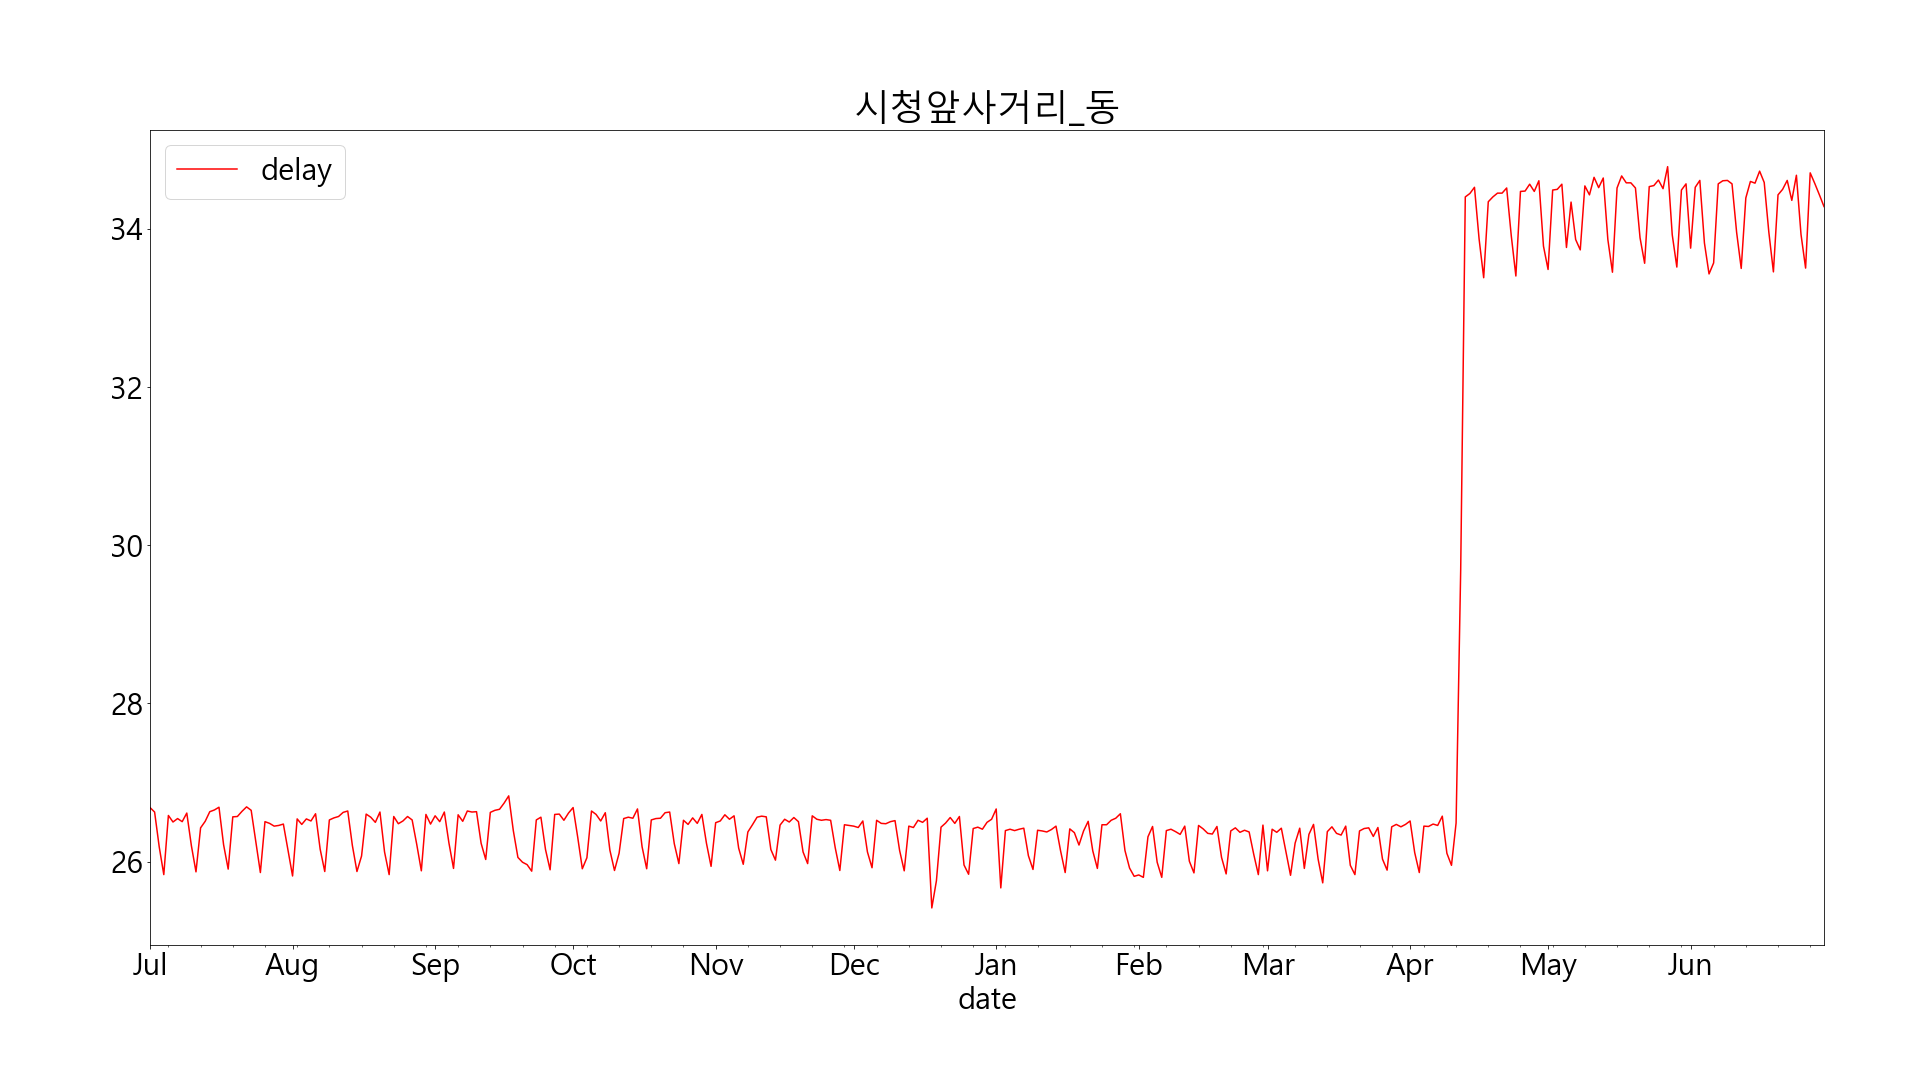 시청앞사거리_동
delay
34
32
30
28
26
Jul Aug Sep Oct Nov Dec Jan Feb Mar Apr May Jun
date